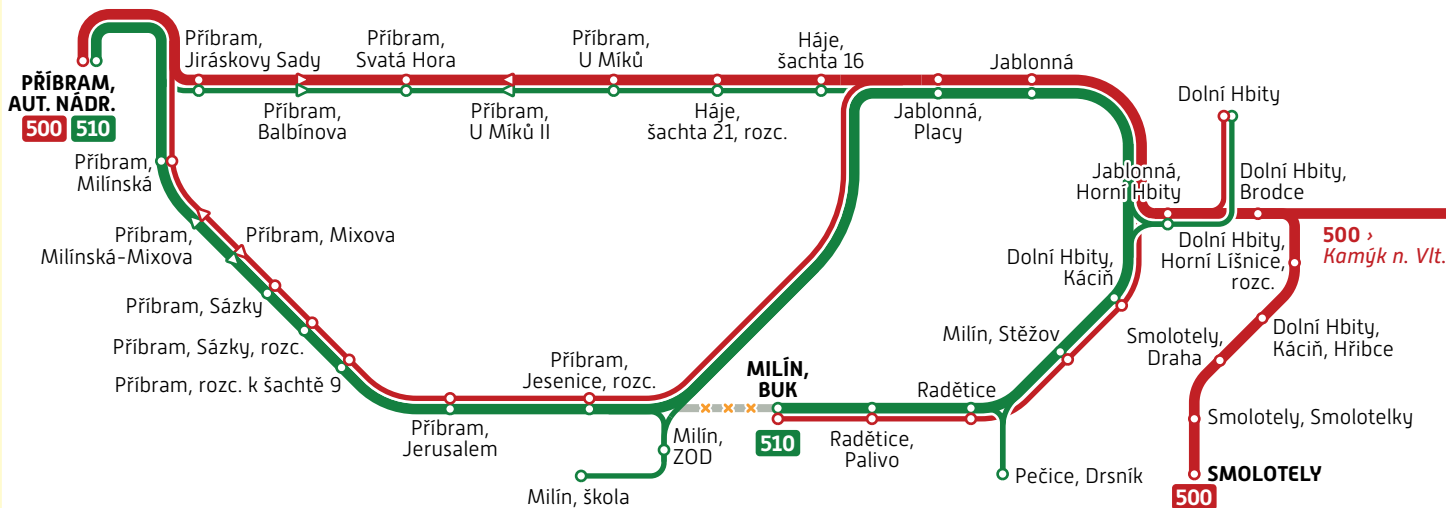 Příbram,
Jiráskovy Sady
Příbram,
Svatá Hora
Příbram,
U Míků
Háje,
šachta 16
Jablonná
PŘÍBRAM,
AUT. NÁDR.
500 510
Příbram,
Balbínova
Příbram,
U Míků II
Háje,
šachta 21, rozc.
Jablonná,
Placy
Dolní Hbity
Příbram,
Milínská
Jablonná,
Horní Hbity
Dolní Hbity,
Brodce
Příbram,
Milínská-Mixova
Příbram, Mixova
Dolní Hbity,
Káciň
Dolní Hbity,
Horní Líšnice,
rozc.
500 ›
Kamýk n. Vlt.
Příbram, Sázky
Příbram, Sázky, rozc.
Příbram, rozc. k šachtě 9
Příbram,
Jesenice, rozc.
MILÍN,
BUK
510
Milín, Stěžov
Smolotely,
Draha
Dolní Hbity,
Káciň, Hřibce
Radětice
Příbram,
Jerusalem
Milín,
ZOD
Radětice,
Palivo
Smolotely, Smolotelky
Milín, škola
Pečice, Drsník
SMOLOTELY
500